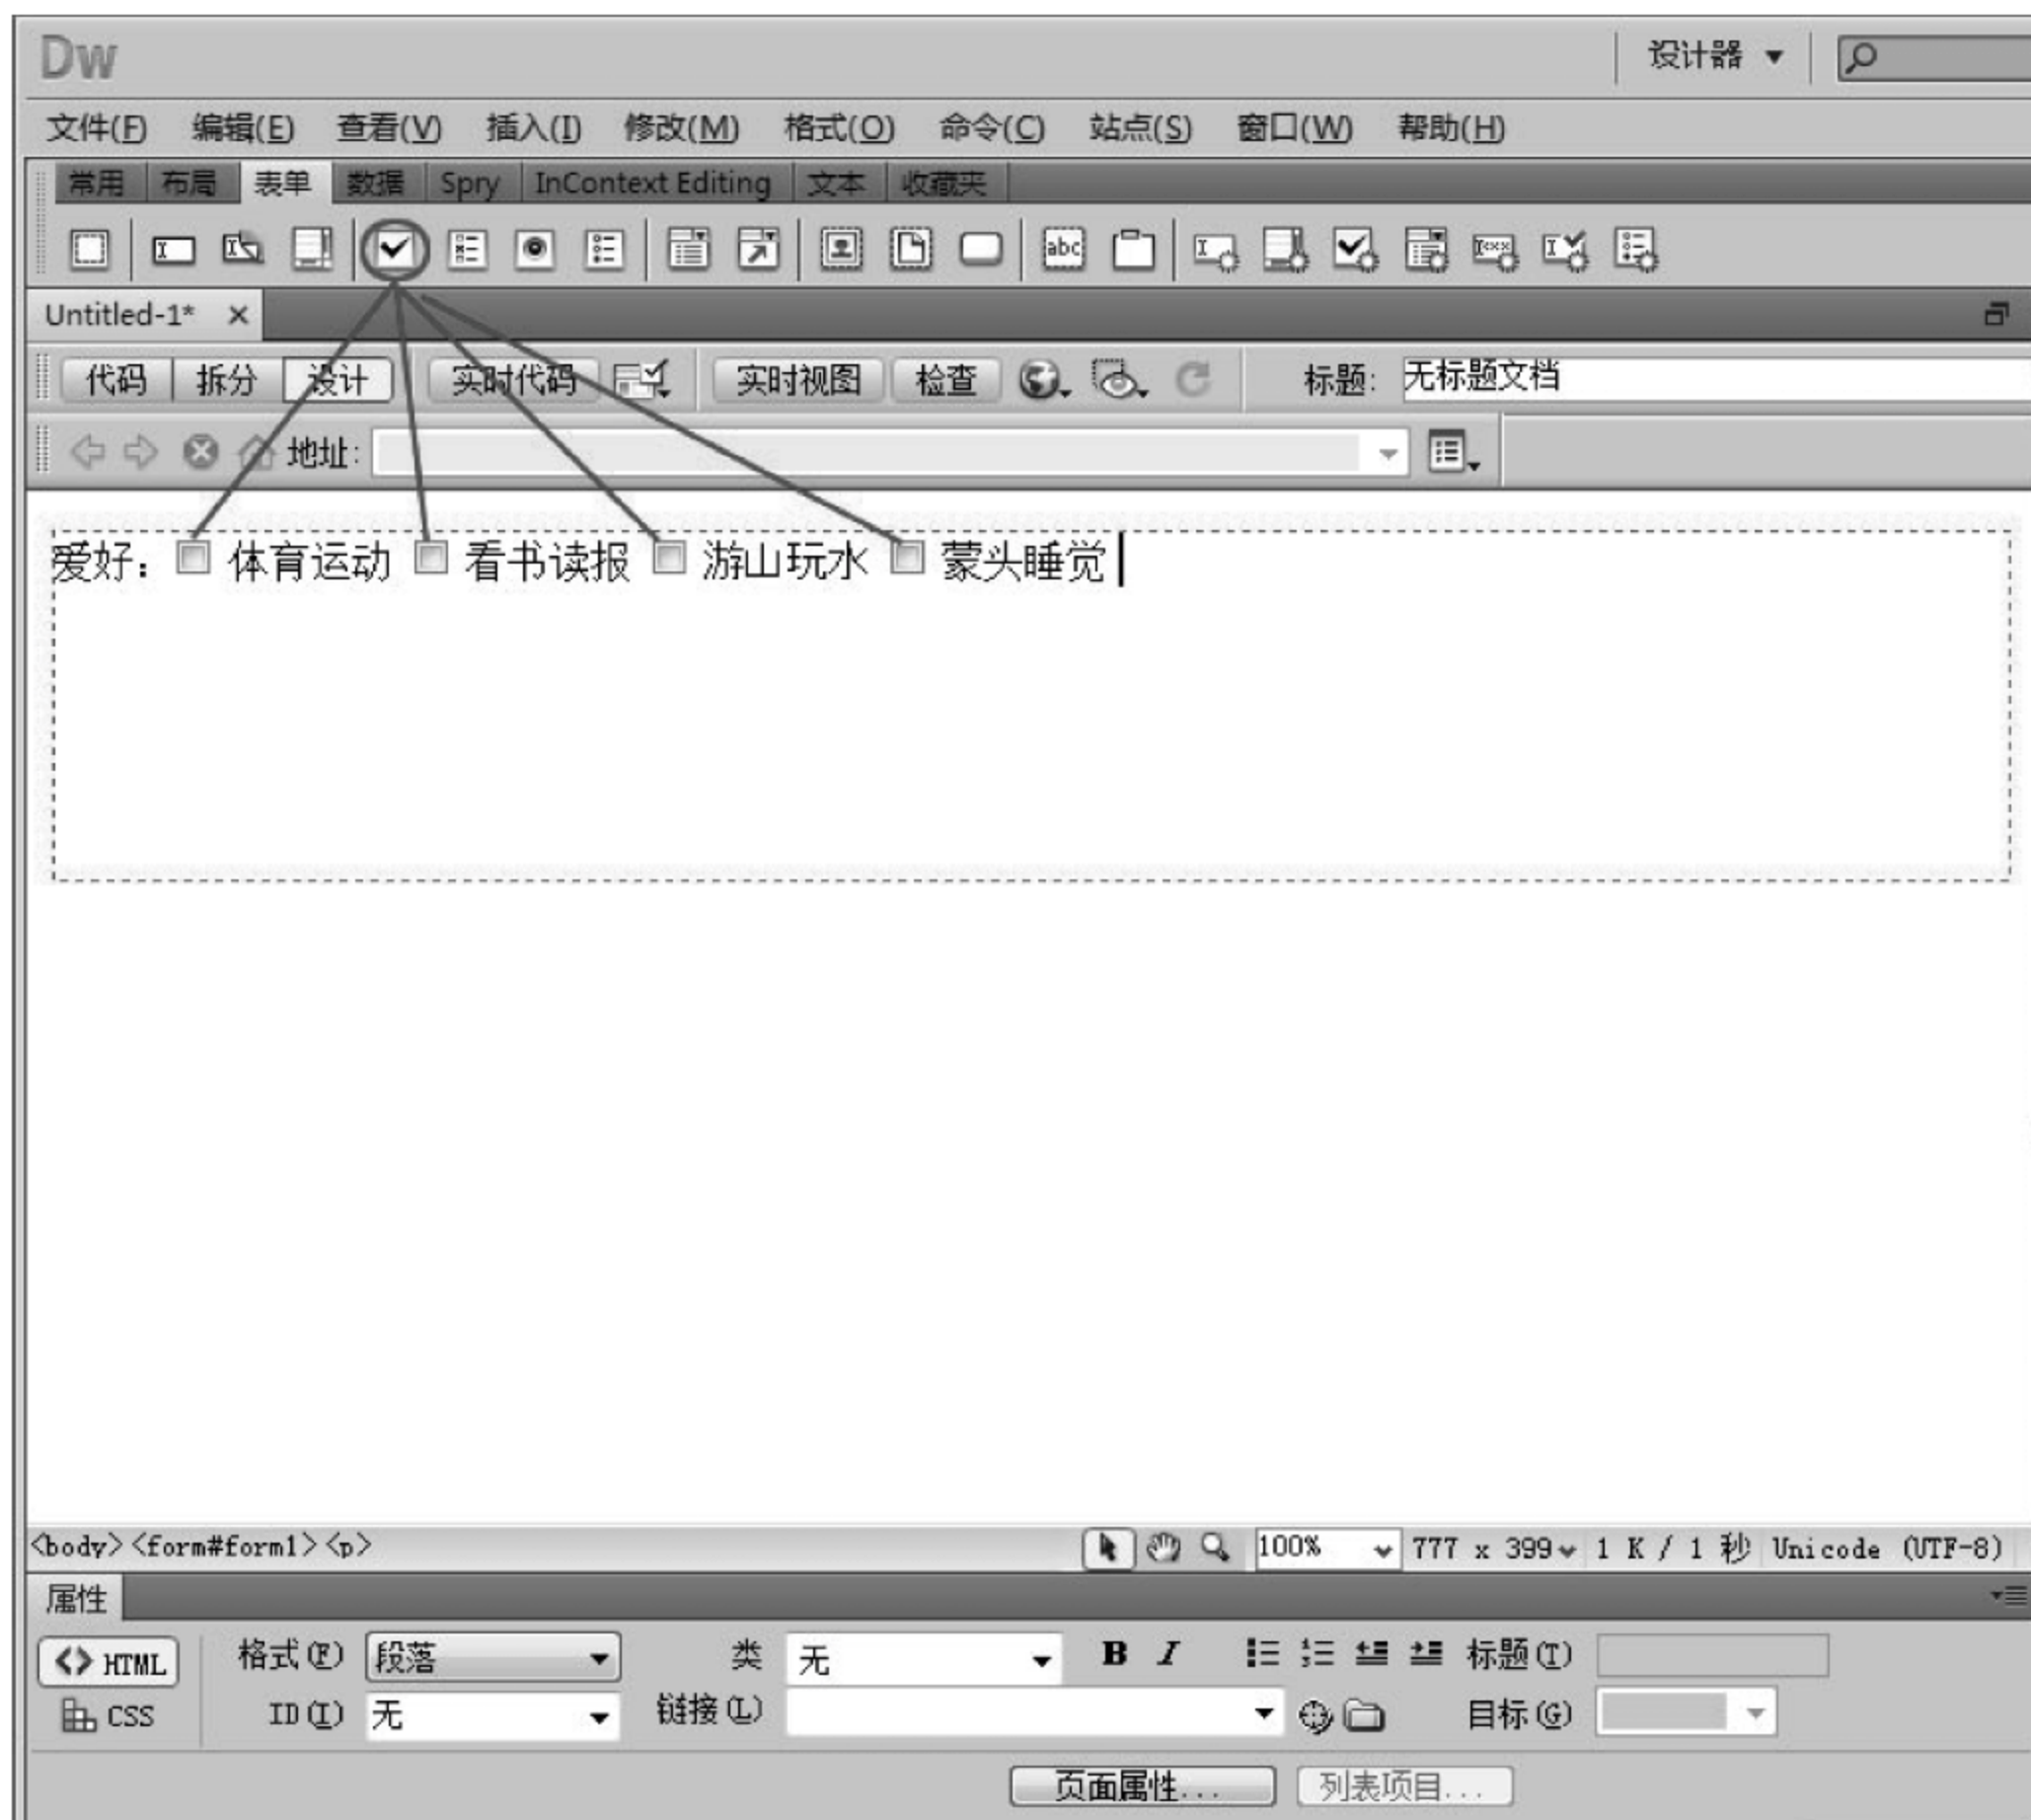 Dw 设计器
文件(F) 编辑(E) 查看(V) 插入(I) 修改(M) 格式(O) 命令(C) 站点(S) 窗口(W) 帮助(H)
常用 布局 表单 数据 Spry InContext Editing 文本 收藏夹
abc
Untitled-1* ×
代码 拆分 设计 实时代码 实时视图 检查 标题: 无标题文档
地址:
爱好: 体育运动 看书读报 游山玩水 蒙头睡觉
<body><form#form1><p> 100% 777 x 399 1 K / 1 秒 Unicode (UTF-8)
属性
<> HTML 格式(F) 段落 类 无 B I 标题(T)
CSS ID(I) 无 链接(L) 目标(G)
页面属性... 列表项目...